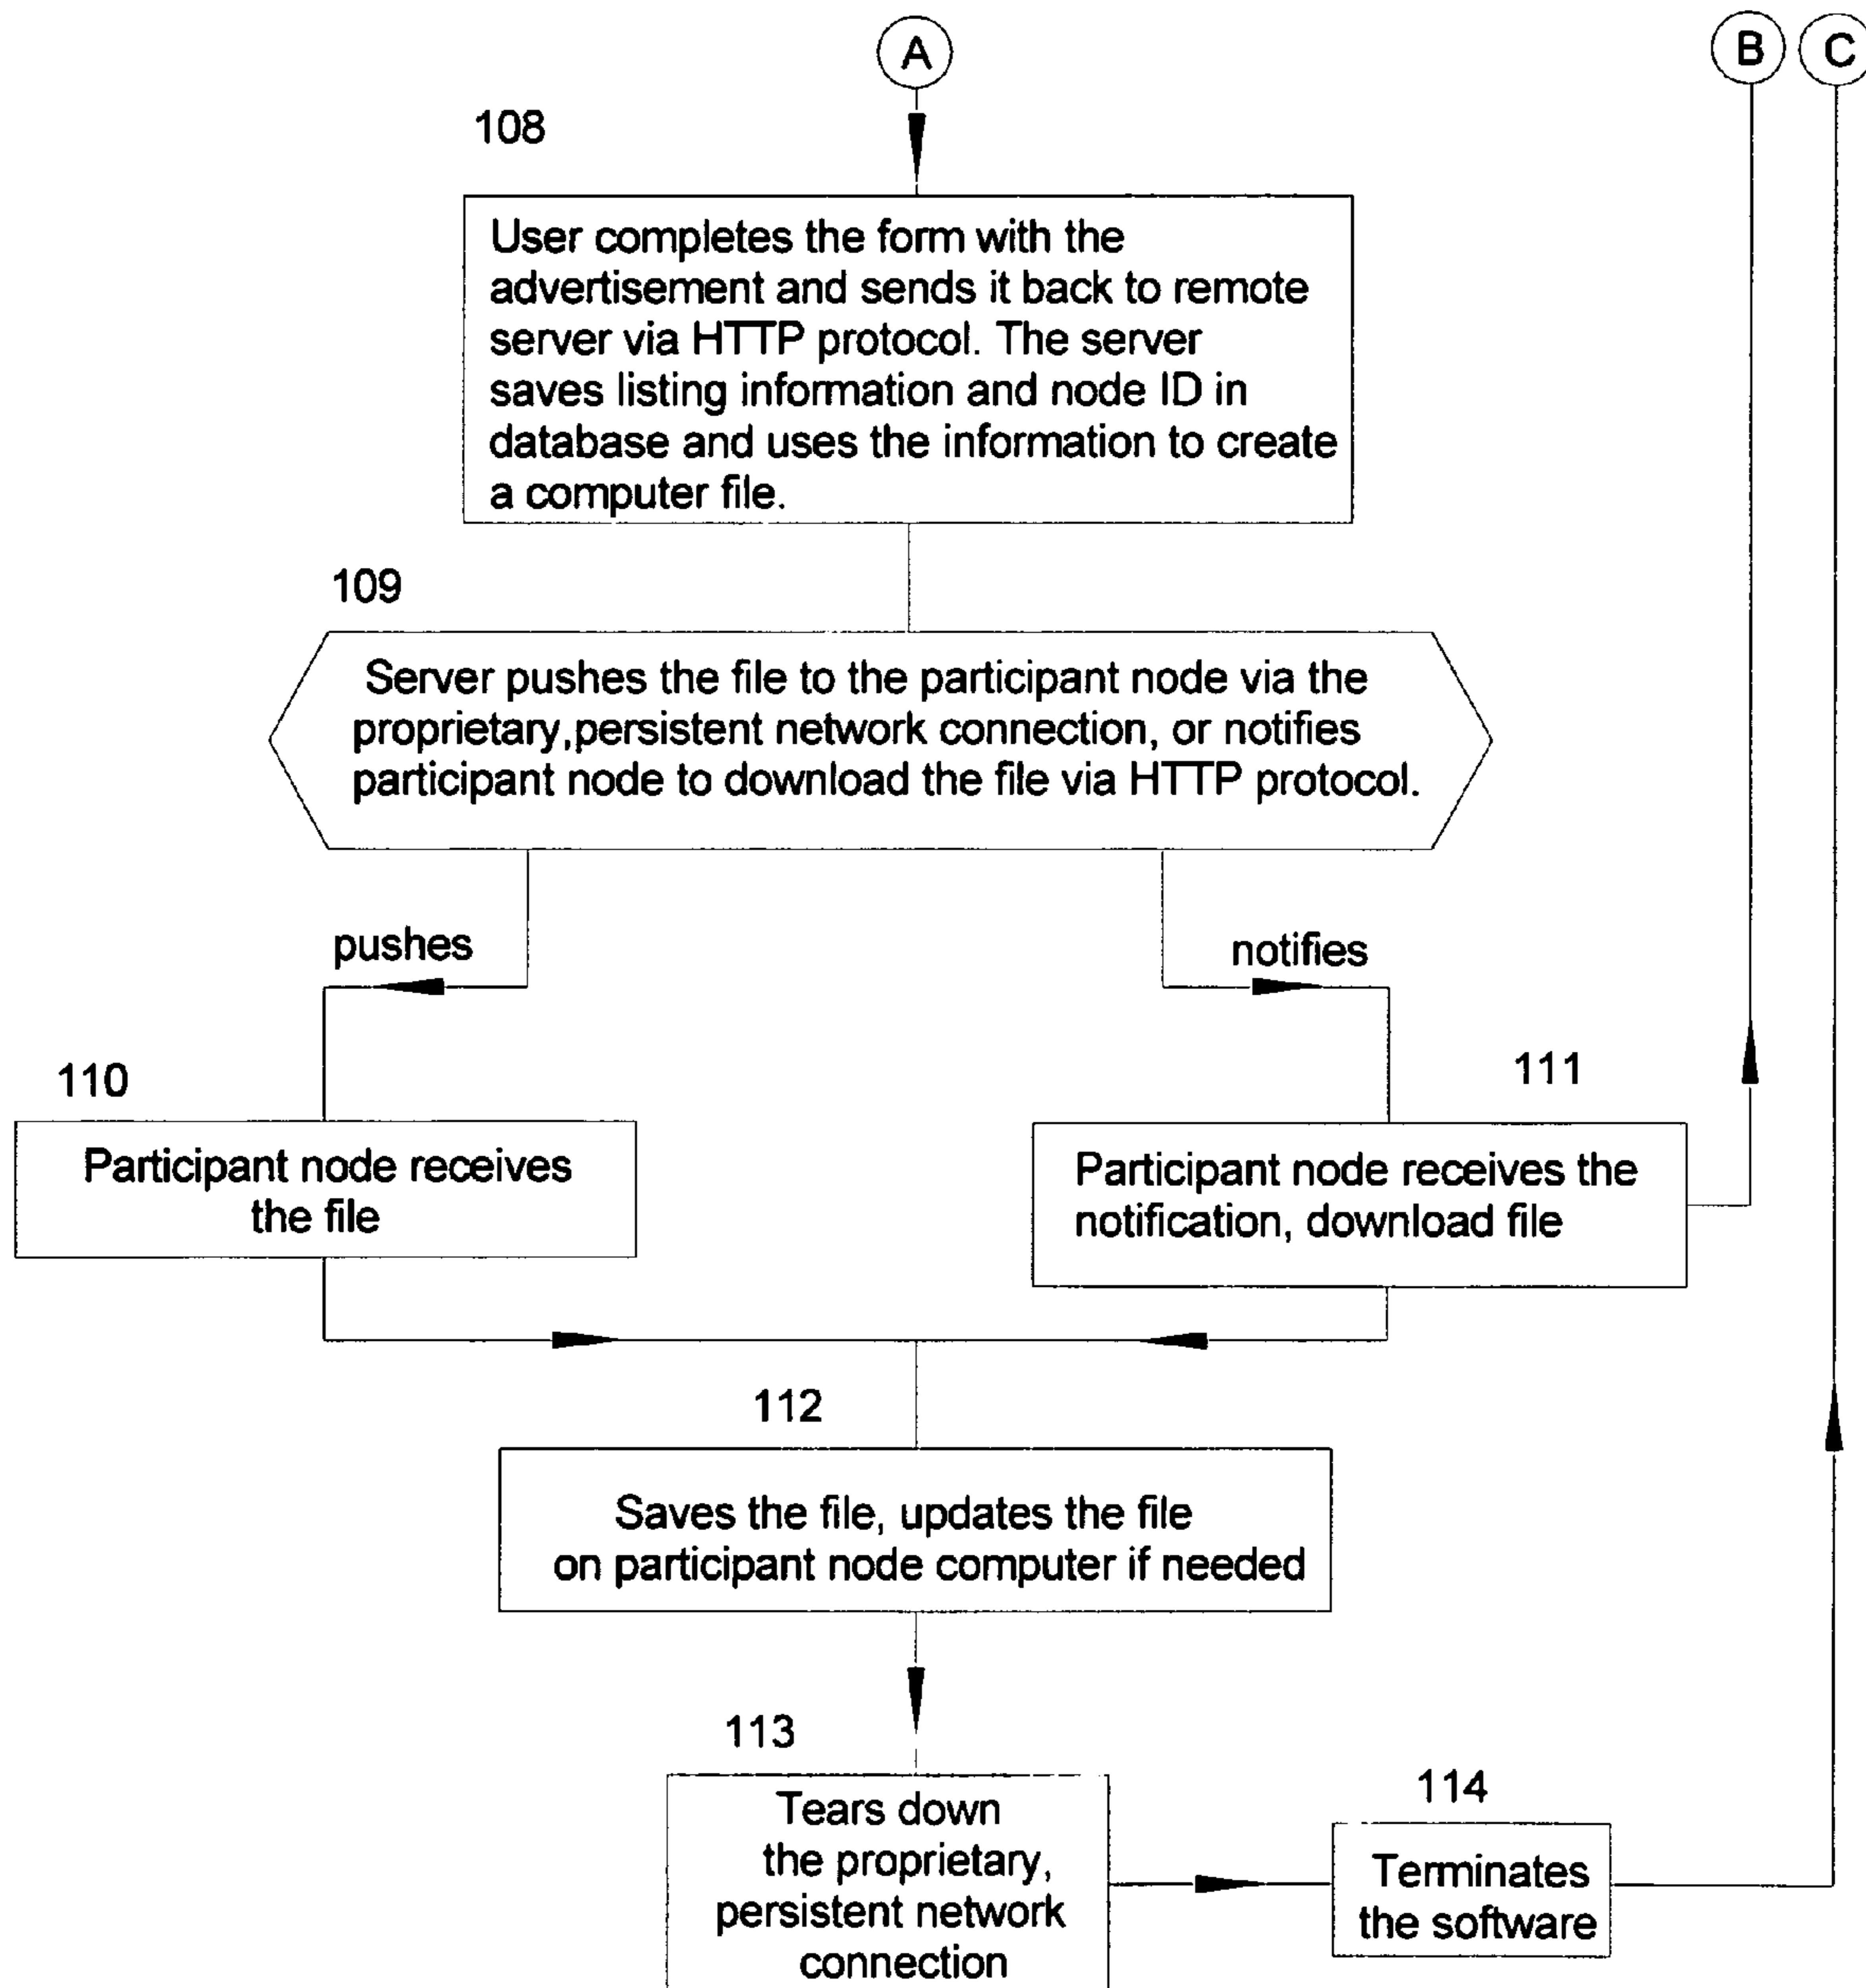 A
B
C
108
User completes the form with the
advertisement and sends it back to remote
server via HTTP protocol. The server
saves listing information and node ID in
database and uses the information to create
a computer file.
109
Server pushes the file to the participant node via the
proprietary,persistent network connection, or notifies
participant node to download the file via HTTP protocol.
pushes
notifies
110
Participant node receives
the file
111
Participant node receives the
notification, download file
112
Saves the file, updates the file
on participant node computer if needed
113
Tears down
the proprietary,
persistent network
connection
114
Terminates
the software